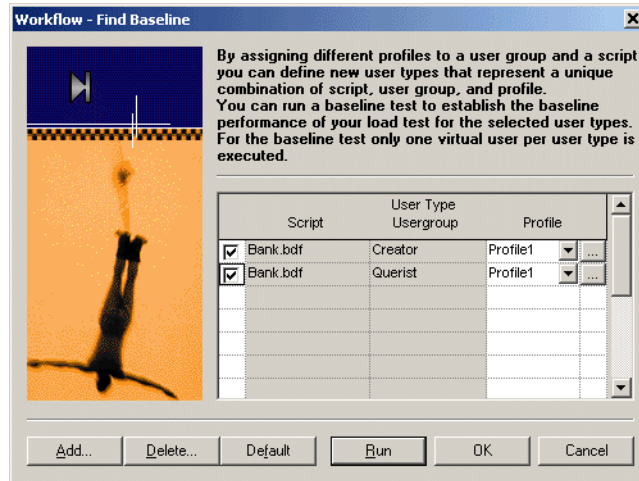 Workflow - Find Baseline
By assigning different profiles to a user group and a script
you can define new user types that represent a unique
combination of script, user group, and profile.
You can run a baseline test to establish the baseline
performance of your load test for the selected user types.
For the baseline test only one virtual user per user type is
executed.
User Type
Script Usergroup Profile
Bank.bdf Creator Profile1 ...
Bank.bdf Querist Profile1 ...
Add... Delete... Default Run OK Cancel